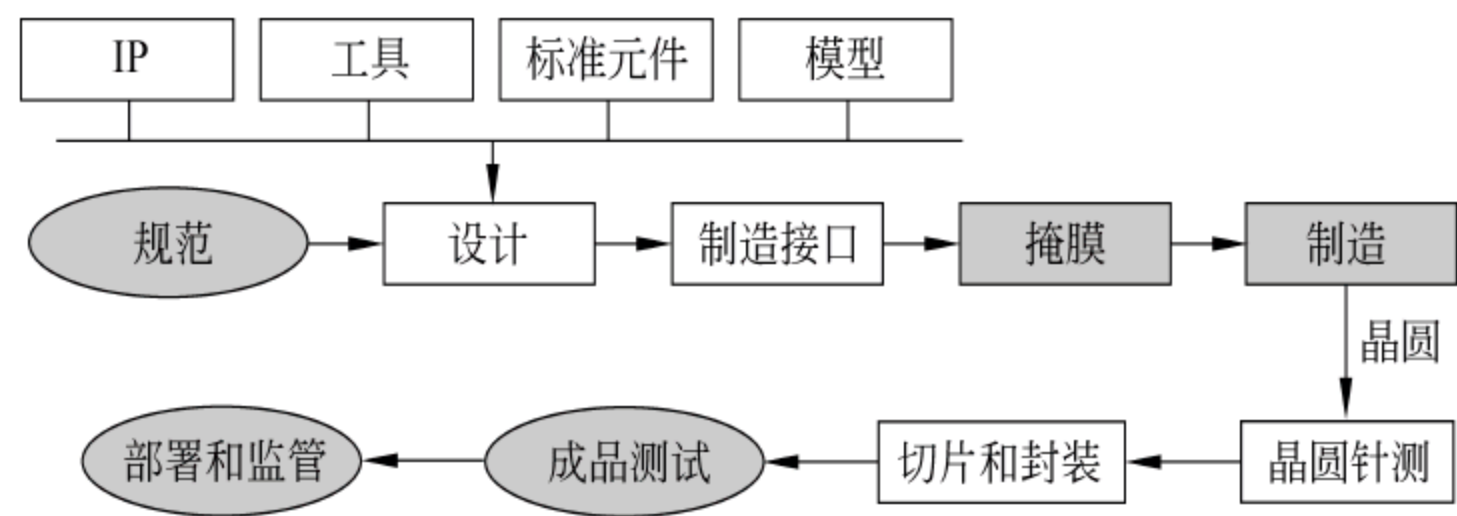 IP
工具
标准元件
模型
规范
设计
制造接口
掩膜
制造
晶圆
部署和监管
成品测试
切片和封装
晶圆针测